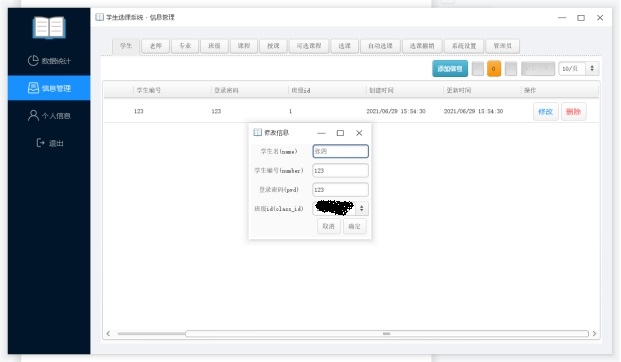 学生选课系统 - 信息管理
数据统计
信息管理
个人信息
退出
学生 老师 专业 班级 课程 授课 可选课程 选课 自动选课 选课撤销 系统设置 管理员
添加信息 0 10/页
学生编号 登录密码 班级id 创建时间 更新时间 操作
123 123 1 2021/06/29 15:54:30 2021/06/29 15:54:30 修改 删除
修改信息
学生名(name)
学生编号(number) 123
登录密码(pwd) 123
班级id(class_id)
取消 确定